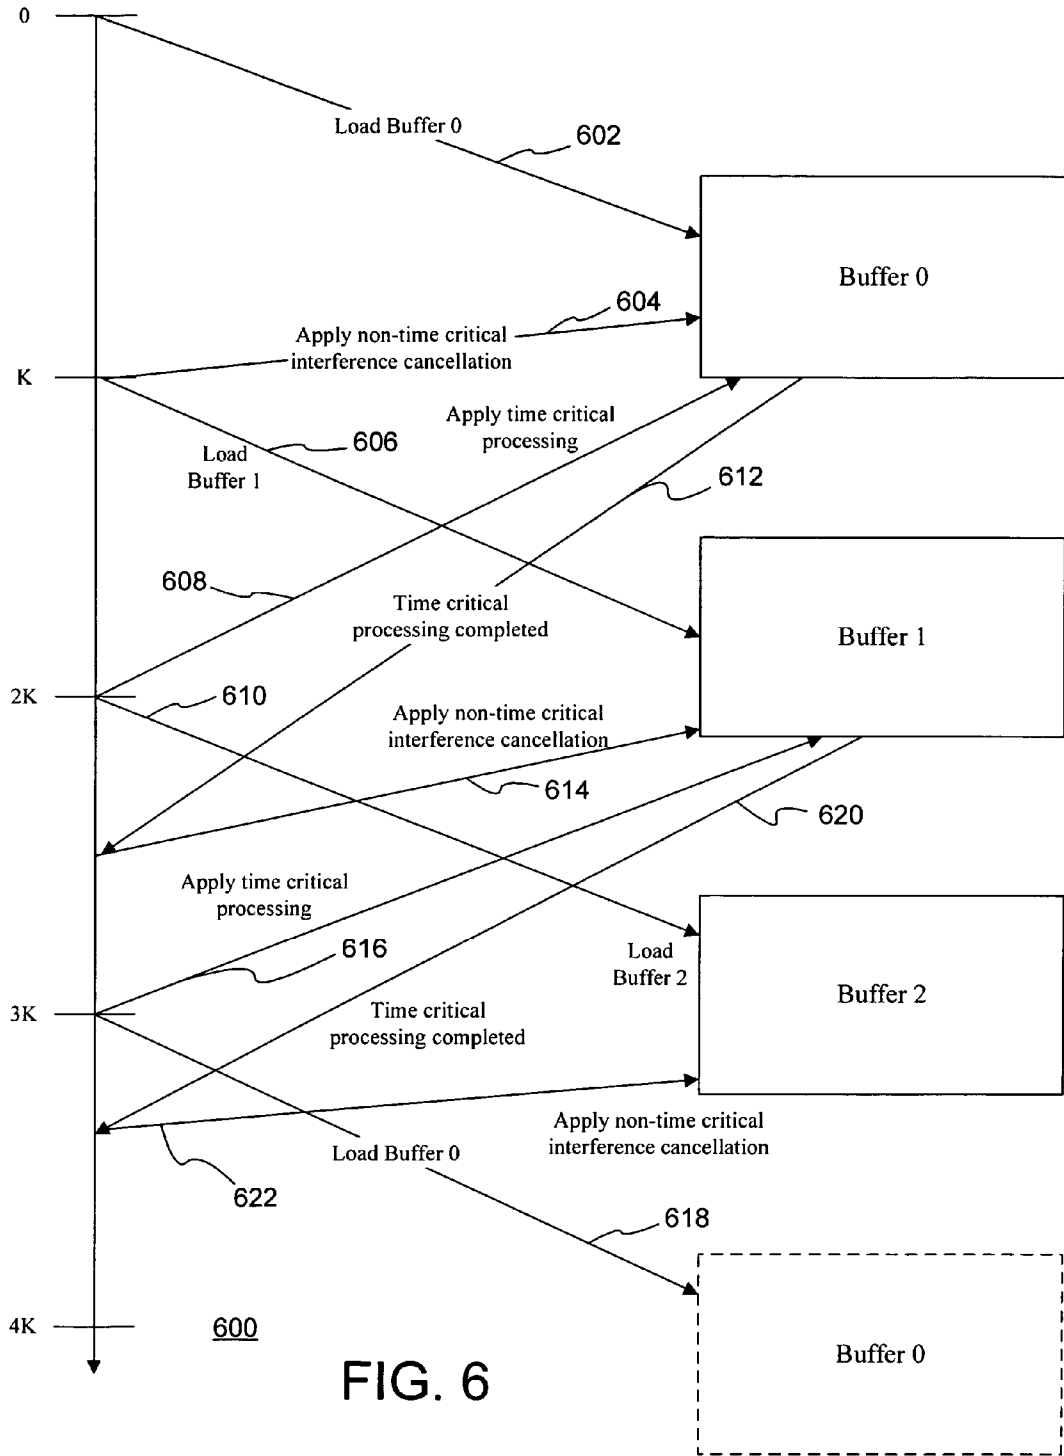 0
Load Buffer 0
602
Buffer 0
604
Apply non-time critical
interference cancellation
K
606
Load
Buffer 1
Apply time critical
processing
612
608
Time critical
processing completed
Buffer 1
2K
610
Apply non-time critical
interference cancellation
614
620
Apply time critical
processing
616
Load
Buffer 2
Buffer 2
3K
Time critical
processing completed
Apply non-time critical
interference cancellation
Load Buffer 0
622
618
4K
600
Buffer 0
FIG. 6